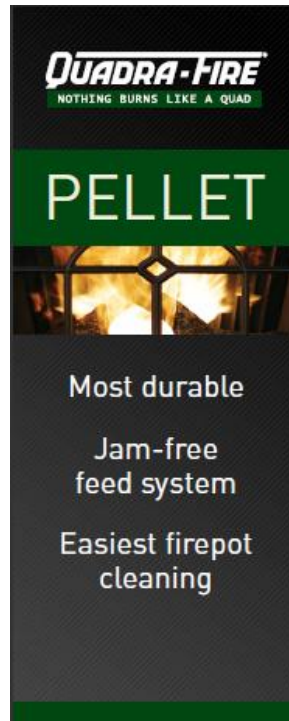 QUADRA-FIRE
NOTHING BURNS LIKE A QUAD
PELLET
Most durable
Jam-free
feed system
Easiest firepot
cleaning